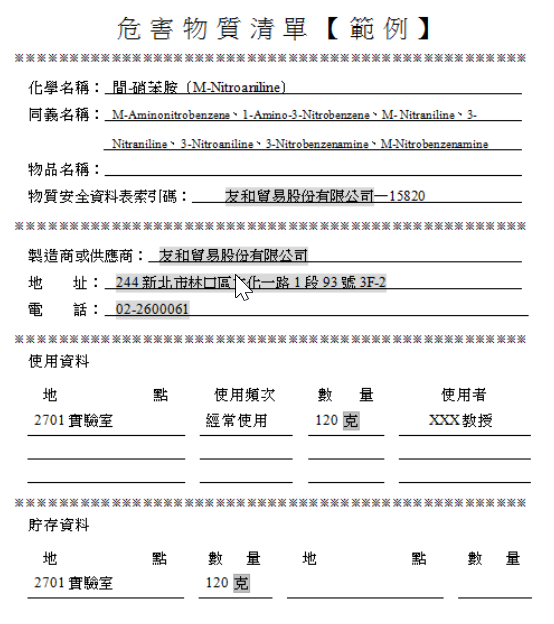 危害物質清單【範例】
※※※※※※※※※※※※※※※※※※※※※※※※※※※※※※※※※※※※※※※※※※※※※※
化學名稱：間-硝苯胺（M-Nitroaniline）
同義名稱：M-Aminonitrobenzene、1-Amino-3-Nitrobenzene、M- Nitraniline、3-
Nitraniline、3-Nitroaniline、3-Nitrobenzenamine、M-Nitrobenzenamine
物品名稱：
物質安全資料表索引碼：友和貿易股份有限公司—15820
※※※※※※※※※※※※※※※※※※※※※※※※※※※※※※※※※※※※※※※※※※※※※※
製造商或供應商：友和貿易股份有限公司
地 址：244 新北市林口區文化一路 1 段 93 號 3F-2
電 話：02-2600061
※※※※※※※※※※※※※※※※※※※※※※※※※※※※※※※※※※※※※※※※※※※※※※
使用資料
地 點 使用頻次 數 量 使用者
2701 實驗室 經常使用 120 克 XXX 教授
※※※※※※※※※※※※※※※※※※※※※※※※※※※※※※※※※※※※※※※※※※※※※※
貯存資料
地 點 數 量 地 點 數 量
2701 實驗室 120 克